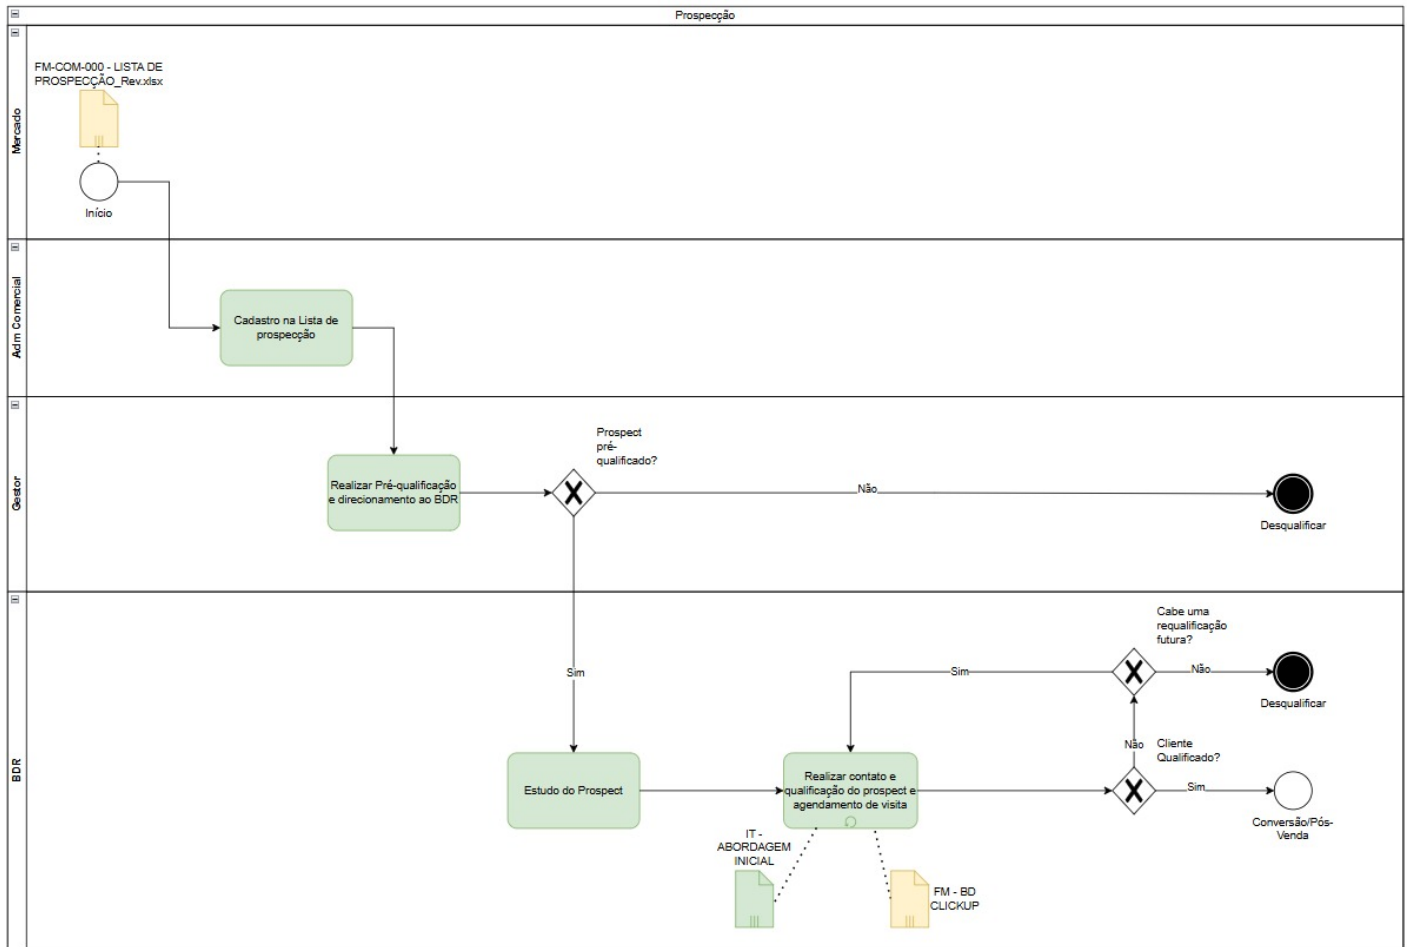 Prospecção
Mercado
FM-COM-000 - LISTA DE
PROSPECÇÃO_Rev.xlsx
Início
Adm Comercial
Cadastro na Lista de
prospecção
Gestor
Realizar Pré-qualificação
e direcionamento ao BDR
Prospect
pré-
qualificado?
Não
Desqualificar
BDR
Sim
Estudo do Prospect
Realizar contato e
qualificação do prospect e
agendamento de visita
IT -
ABORDAGEM
INICIAL
FM - BD
CLICKUP
Sim
Cabe uma
requalificação
futura?
Não
Desqualificar
Não
Cliente
Qualificado?
Sim
Conversão/Pós-
Venda